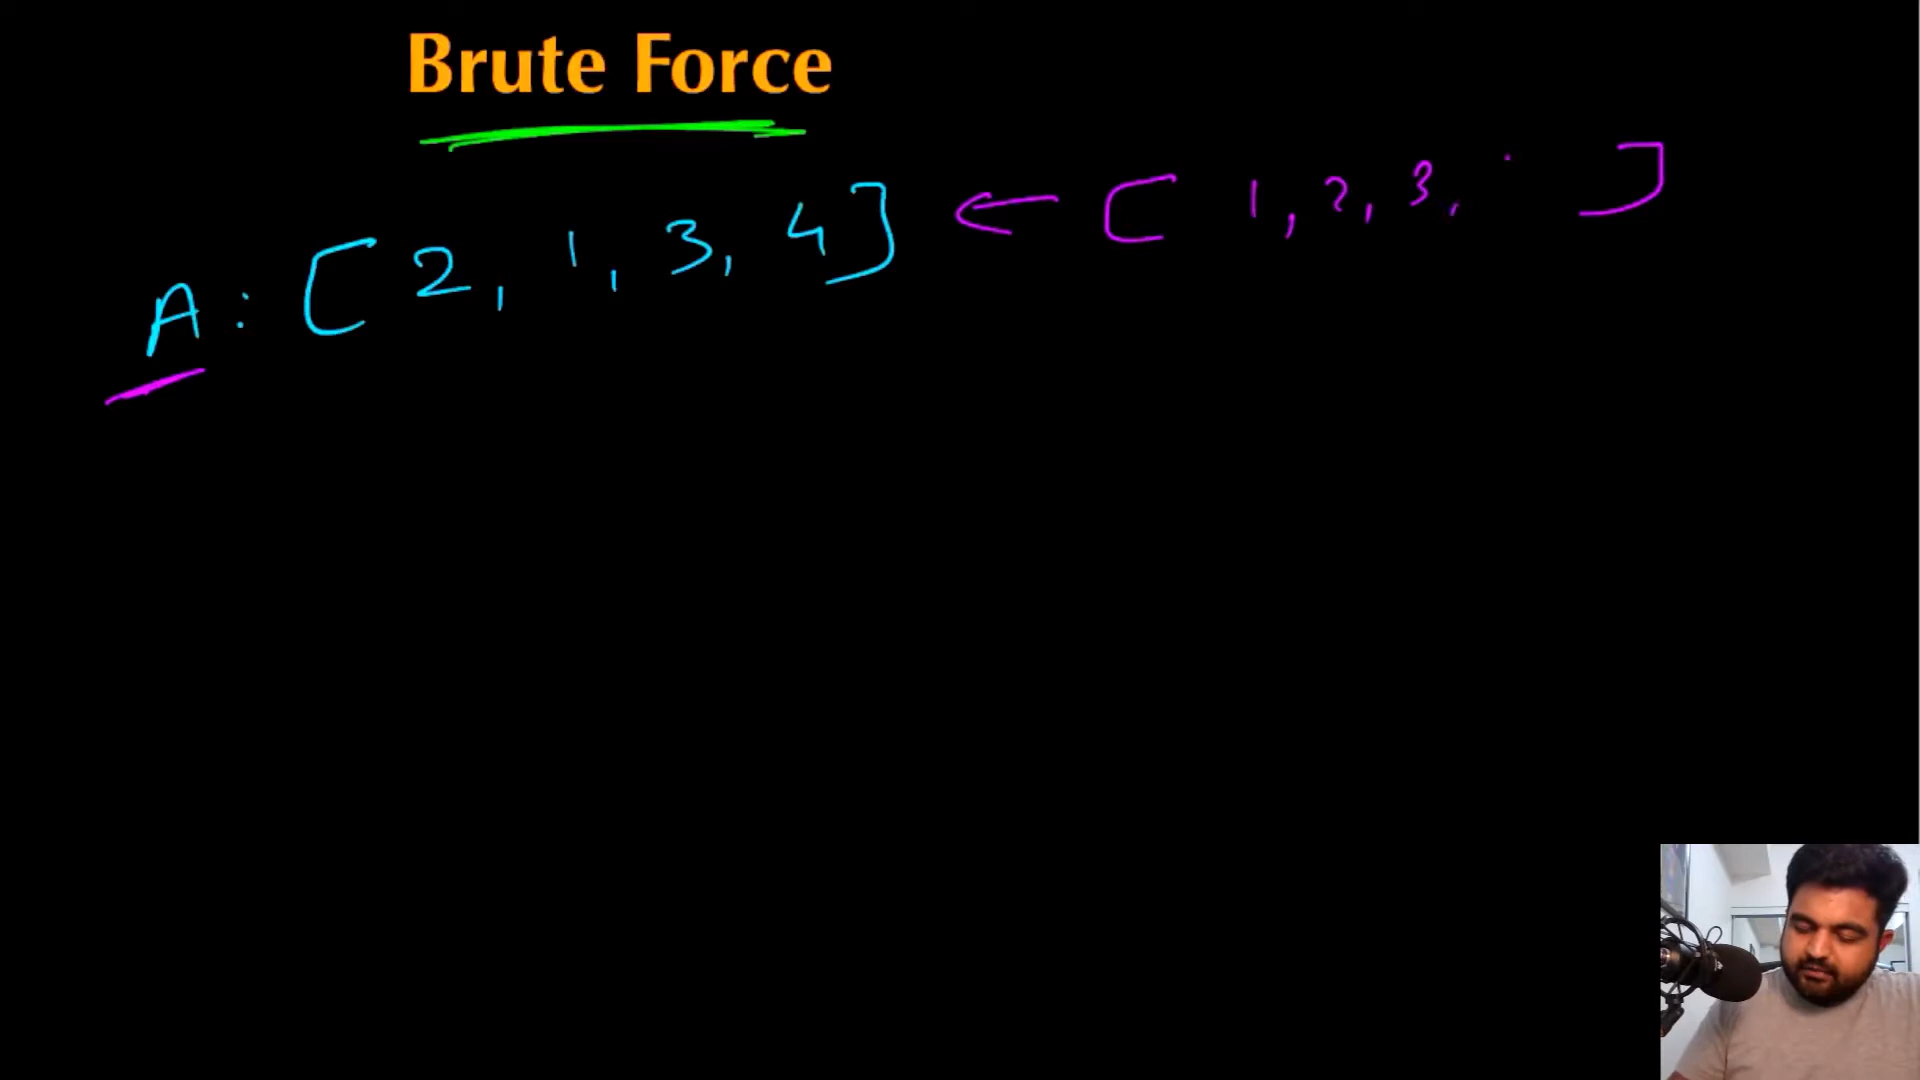 Brute Force
A: [ 2, 1, 3, 4 ] ← [ 1, 2, 3, ]